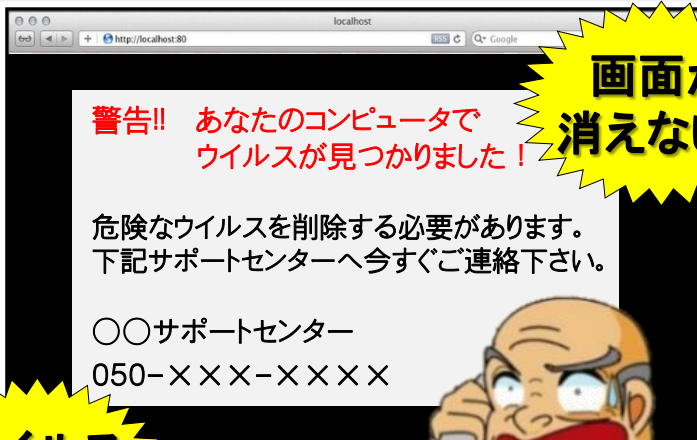 localhost
http://localhost:80
RSS
Google
画面が
消えない
警告!! あなたのコンピュータで
ウイルスが見つかりました！
危険なウイルスを削除する必要があります。
下記サポートセンターへ今すぐご連絡下さい。
〇〇サポートセンター
050-×××-××××